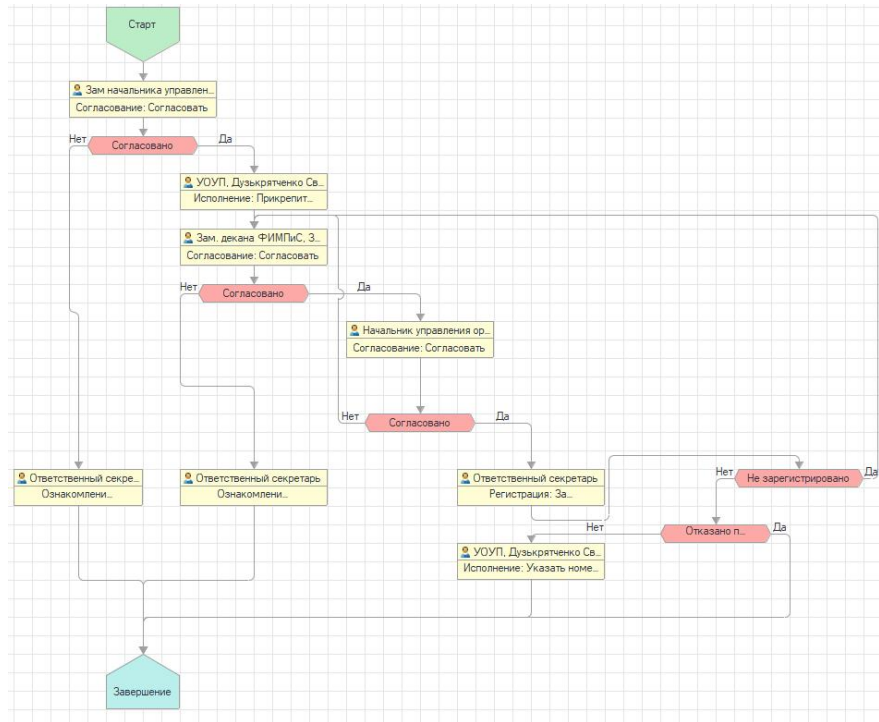 Старт
Зам начальника управлен...
Согласование: Согласовать
Нет
Согласовано
Да
УОУП, Дузькрятченко Св...
Исполнение: Прикрепит...
Зам. декана ФИМПиС, З...
Согласование: Согласовать
Нет
Согласовано
Да
Начальник управления ор...
Согласование: Согласовать
Нет
Согласовано
Да
Ответственный секре...
Ознакомлени...
Ответственный секретарь
Ознакомлени...
Ответственный секретарь
Регистрация: За...
Нет
Не зарегистрировано
Да
Нет
Отказано п...
Да
УОУП, Дузькрятченко Св...
Исполнение: Указать номе...
Завершение